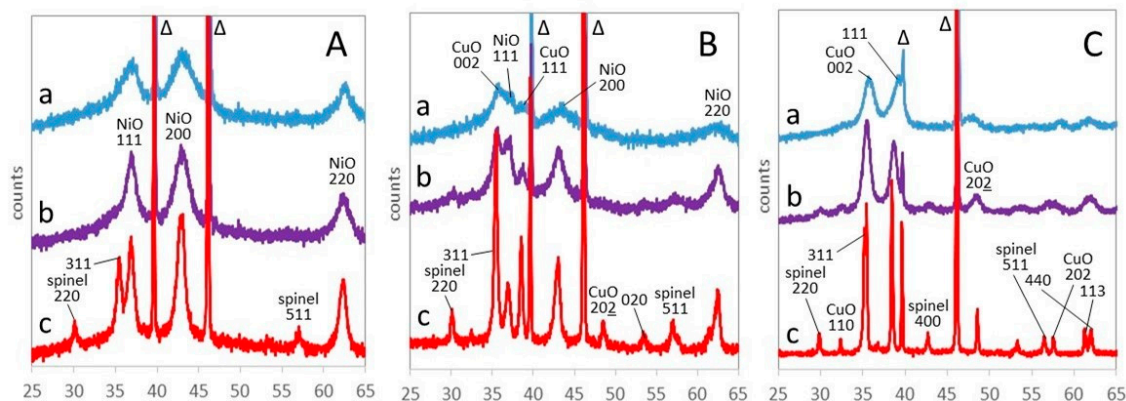 A
Δ
Δ
a
b
c
NiO
111
NiO
200
NiO
220
311
spinel
220
spinel
511
counts
25 30 35 40 45 50 55 60 65
B
Δ
Δ
a
b
c
CuO
002
NiO
111
CuO
111
NiO
200
NiO
220
311
spinel
220
CuO
202
020
spinel
511
counts
25 30 35 40 45 50 55 60 65
C
Δ
Δ
a
b
c
CuO
002
111
CuO
202
311
spinel
220
CuO
110
spinel
400
spinel
511
440
CuO
202
113
counts
25 30 35 40 45 50 55 60 65